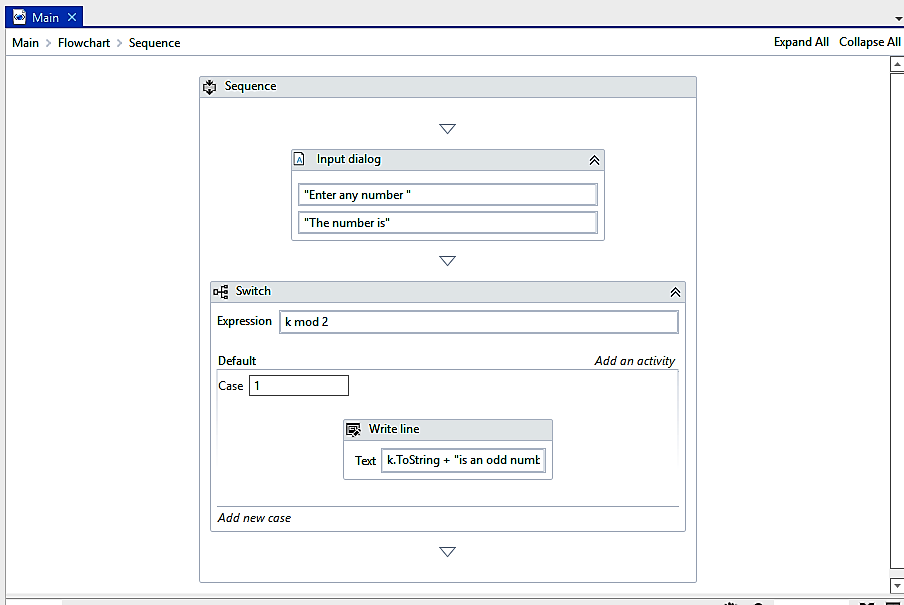 Main
Main > Flowchart > Sequence
Expand All Collapse All
Sequence
Input dialog
"Enter any number "
"The number is"
Switch
Expression k mod 2
Default Add an activity
Case 1
Write line
Text k.ToString + "is an odd numb
Add new case